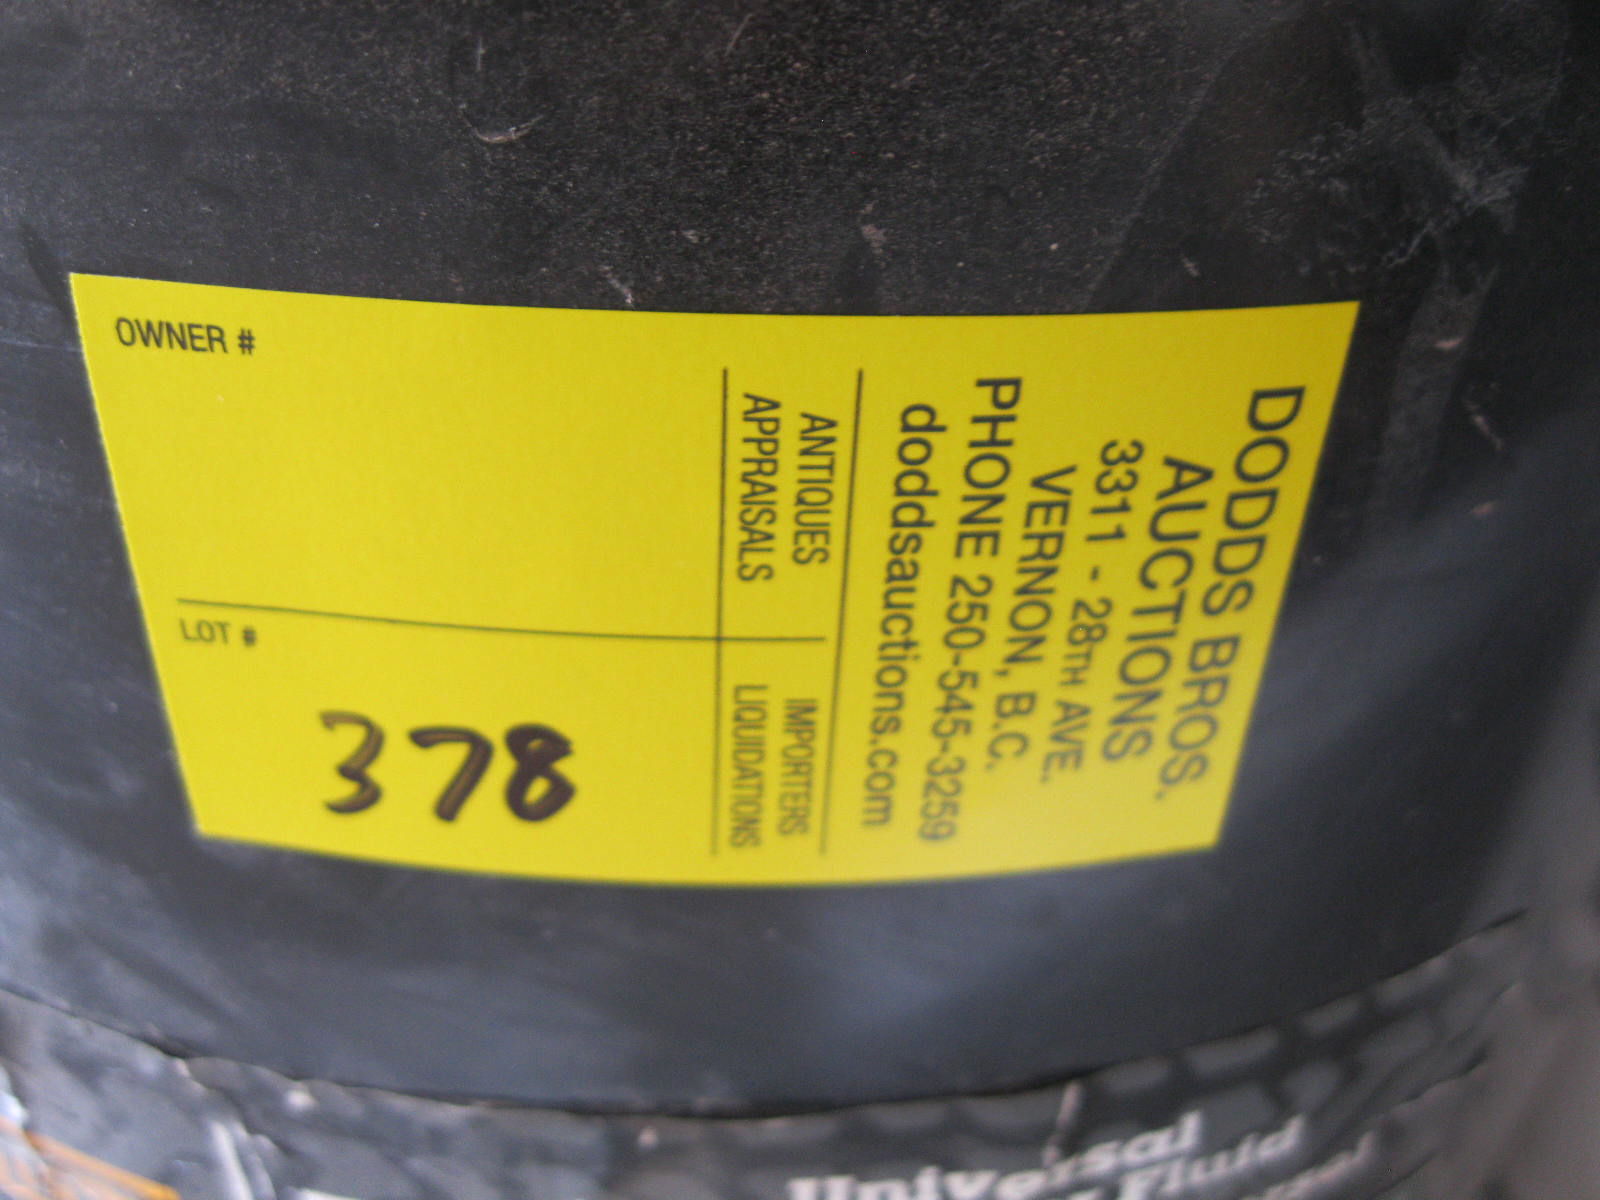 DODDS BROS.
AUCTIONS
3311 - 28TH AVE.
VERNON, B.C.
PHONE 250-545-3259
doddsauctions.com
ANTIQUES
APPRAISALS
IMPORTERS
LIQUIDATIONS
OWNER #
LOT #
378
Universal
Fluid